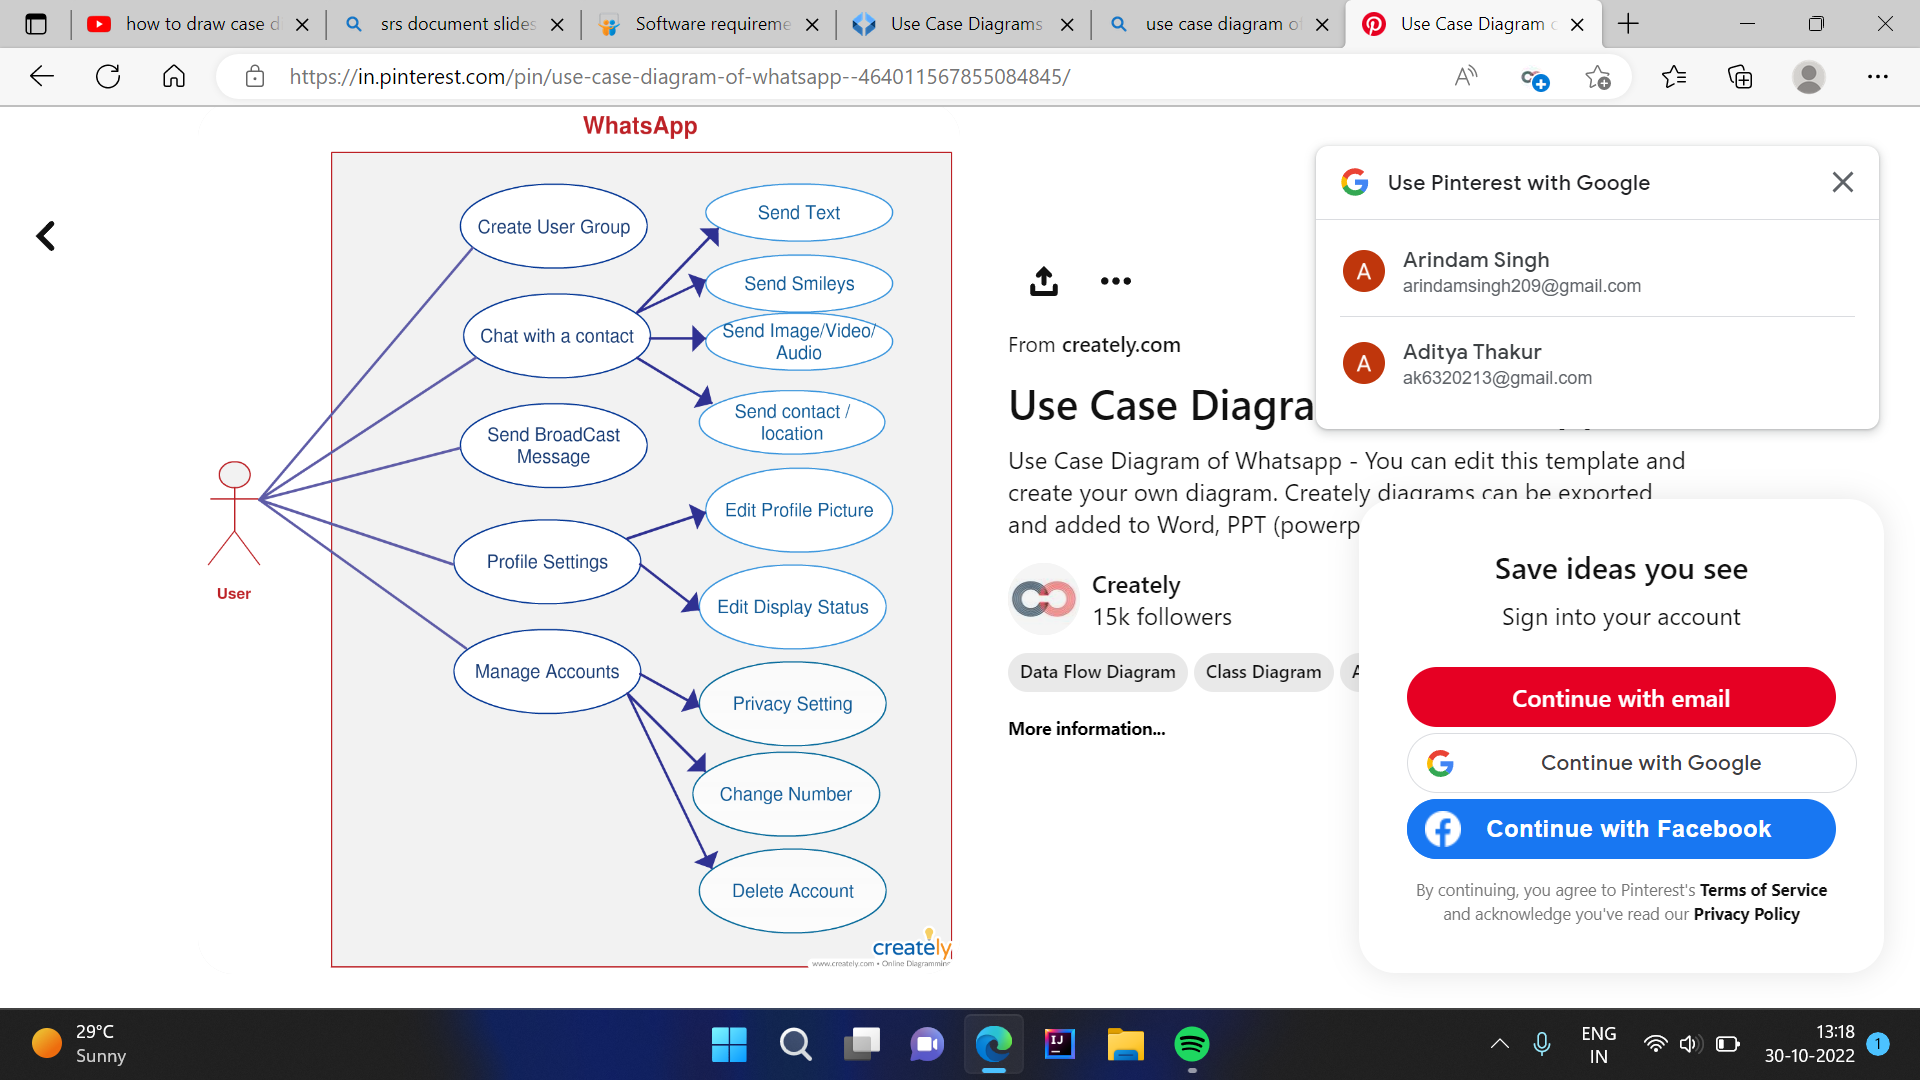 how to draw case d
srs document slides
Software requireme
Use Case Diagrams
use case diagram of
Use Case Diagram o
https://in.pinterest.com/pin/use-case-diagram-of-whatsapp--464011567855084845/
WhatsApp
Create User Group
Chat with a contact
Send BroadCast
Message
Profile Settings
Manage Accounts
Send Text
Send Smileys
Send Image/Video/
Audio
Send contact /
location
Edit Profile Picture
Edit Display Status
Privacy Setting
Change Number
Delete Account
User
creately
www.creately.com • Online Diagramming
From creately.com
Use Case Diagra
Use Case Diagram of Whatsapp - You can edit this template and
create your own diagram. Creately diagrams can be exported
and added to Word, PPT (powerp
Creately
15k followers
Data Flow Diagram
Class Diagram
A
More information...
Use Pinterest with Google
A
Arindam Singh
arindamsingh209@gmail.com
A
Aditya Thakur
ak6320213@gmail.com
Save ideas you see
Sign into your account
Continue with email
Continue with Google
Continue with Facebook
By continuing, you agree to Pinterest's Terms of Service
and acknowledge you've read our Privacy Policy
29°C
Sunny
IJ
ENG
IN
13:18
30-10-2022
1